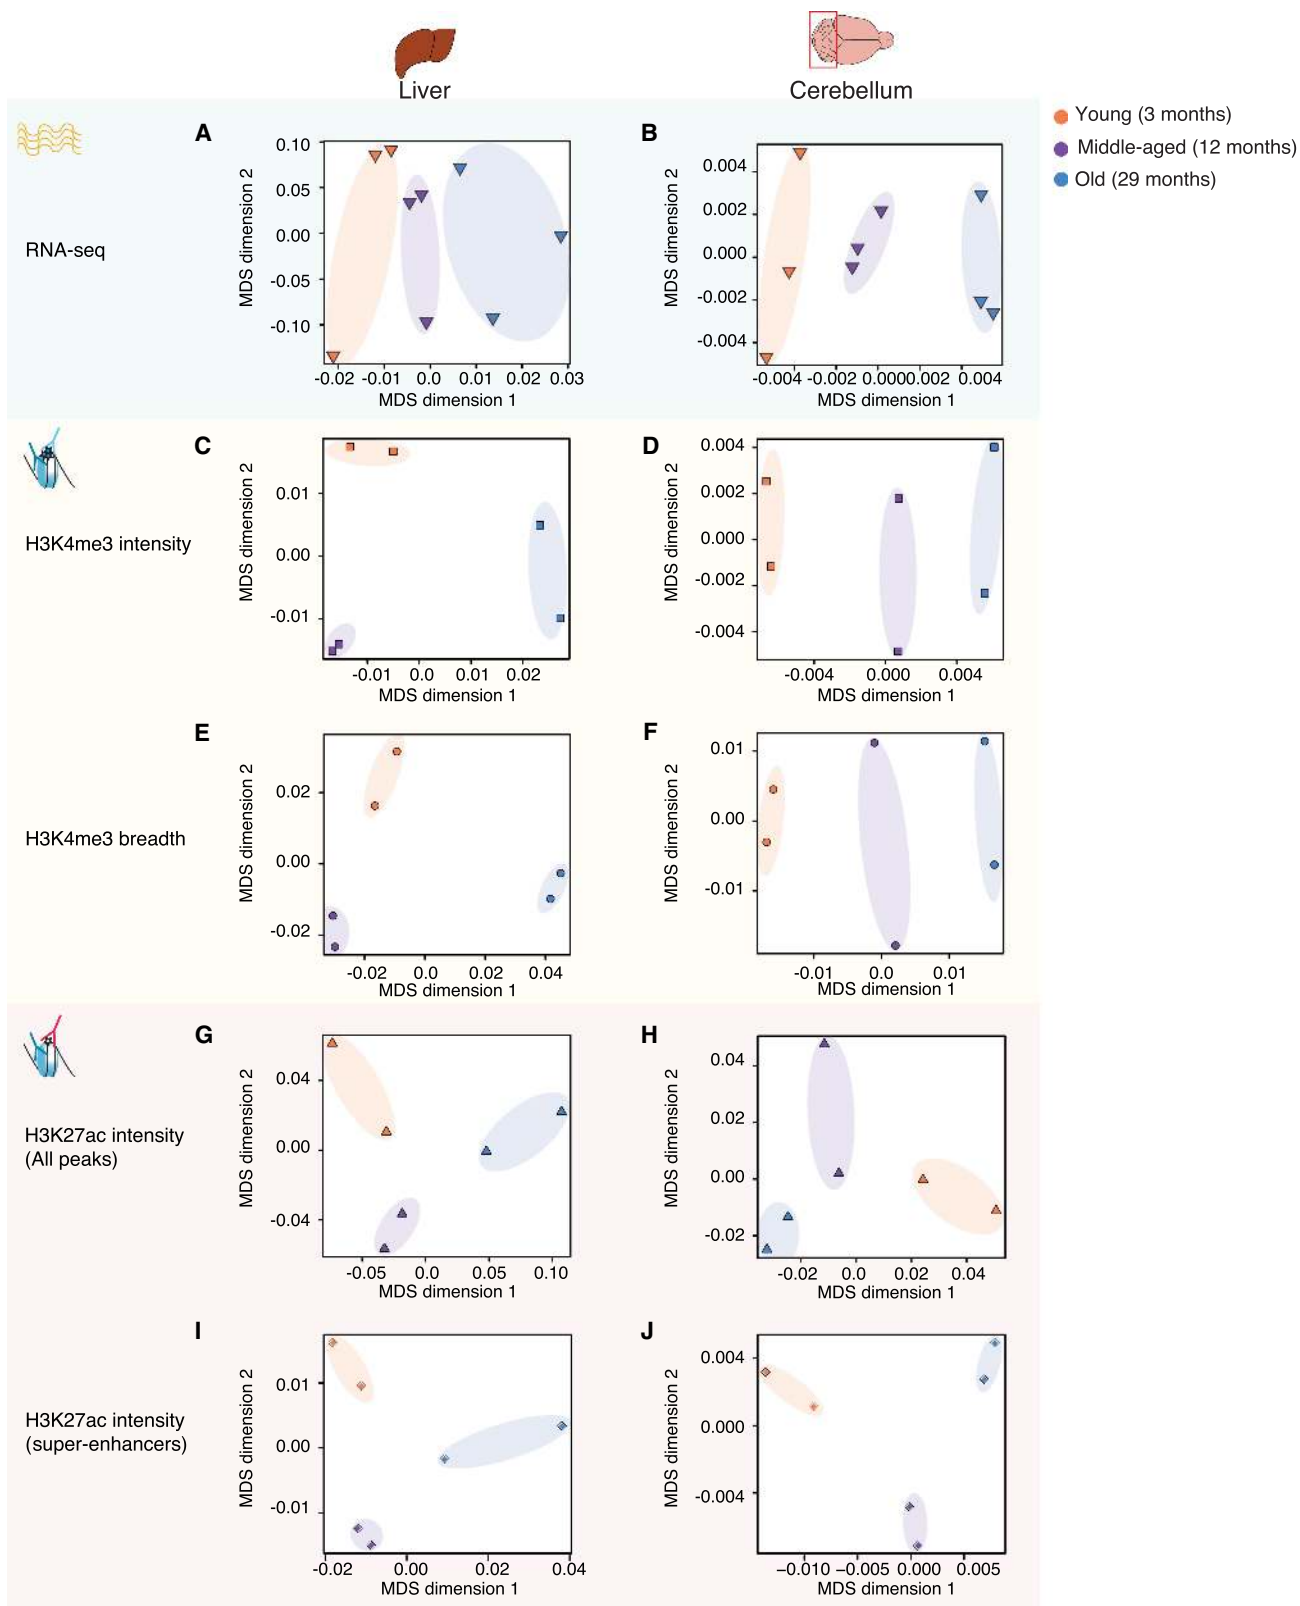 Liver
Cerebellum
Young (3 months)
Middle-aged (12 months)
Old (29 months)
RNA-seq
A
MDS dimension 2
0.10
0.05
0.00
-0.05
-0.10
-0.02 -0.01 0.0 0.01 0.02 0.03
MDS dimension 1
B
MDS dimension 2
0.004
0.002
0.000
-0.002
-0.004
-0.004 -0.002 0.0000 0.002 0.004
MDS dimension 1
H3K4me3 intensity
C
MDS dimension 2
0.01
0.00
-0.01
-0.01 0.0 0.01 0.02
MDS dimension 1
D
MDS dimension 2
0.004
0.002
0.000
-0.002
-0.004
-0.004 0.000 0.004
MDS dimension 1
H3K4me3 breadth
E
MDS dimension 2
0.02
0.00
-0.02
-0.02 0.0 0.02 0.04
MDS dimension 1
F
MDS dimension 2
0.01
0.00
-0.01
-0.01 0.0 0.01
MDS dimension 1
H3K27ac intensity
(All peaks)
G
MDS dimension 2
0.04
0.00
-0.04
-0.05 0.0 0.05 0.10
MDS dimension 1
H
MDS dimension 2
0.04
0.02
0.00
-0.02
-0.02 0.0 0.02 0.04
MDS dimension 1
H3K27ac intensity
(super-enhancers)
I
MDS dimension 2
0.01
0.00
-0.01
-0.02 0.00 0.02 0.04
MDS dimension 1
J
MDS dimension 2
0.004
0.000
-0.004
−0.010 −0.005 0.000 0.005
MDS dimension 1